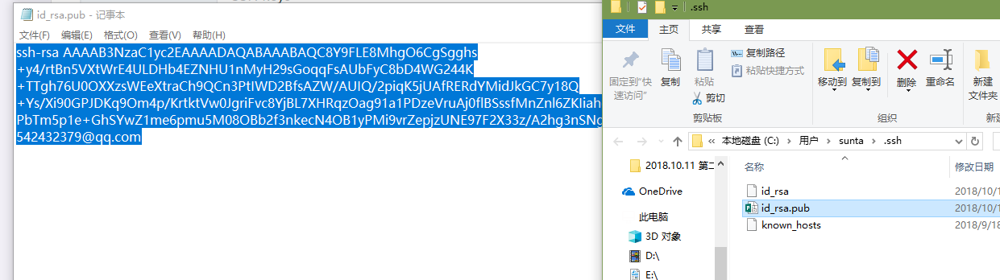 id_rsa.pub - 记事本
文件(F) 编辑(E) 格式(O) 查看(V) 帮助(H)
ssh-rsa AAAAB3NzaC1yc2EAAAADAQABAAABAQC8Y9FLE8MhgO6CgSgghs
+y4/rtBn5VXtWrE4ULDHb4EZNHU1nMyH29sGoqqFsAUbFyC8bD4WG244K
+TTgh76U0OXXzsWEeXtraCh9QCn3PtIWD2BfsAZW/AUIQ/2piqK5jUAfRERdYMidJkGC7y18Q
+Ys/Xi90GPJDKq9Om4p/KrtktVw0JgriFvc8YjBL7XHRqzOag91a1PDzeVruAj0flBSssfMnZnl6ZKIiah
PbTm5p1e+GhSYwZ1me6pmu5M08OBb2f3nkecN4OB1yPMi9vrZepjzUNE97F2X33z/A2hg3nSNg
542432379@qq.com
.ssh
文件 主页 共享 查看
固定到"快速访问"
复制
粘贴
复制路径
粘贴快捷方式
剪切
剪贴板
移动到 复制到 删除 重命名
组织
新建
文件夹
« 本地磁盘 (C:) › 用户 › sunta › .ssh
2018.10.11 第二
OneDrive
此电脑
3D 对象
D:\
E:\
名称 修改日期
id_rsa 2018/10/1
id_rsa.pub 2018/10/1
known_hosts 2018/9/18